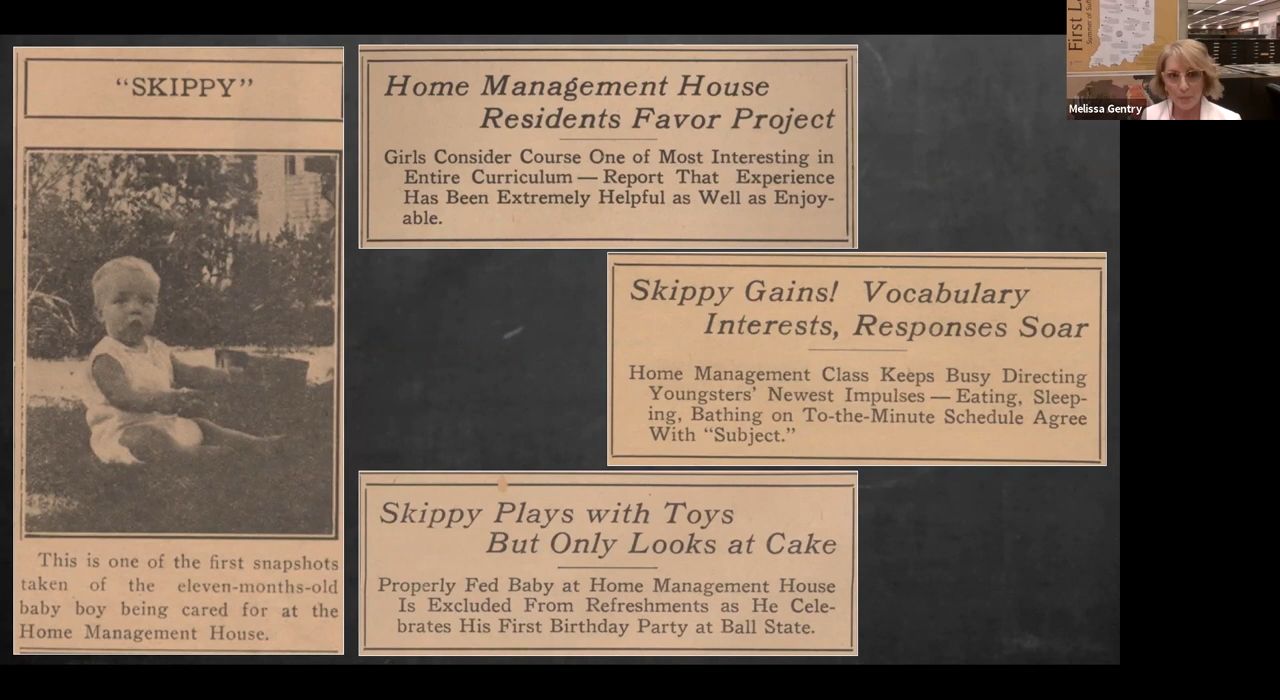 "SKIPPY"
This is one of the first snapshots
taken of the eleven-months-old
baby boy being cared for at the
Home Management House.
Home Management House
Residents Favor Project
Girls Consider Course One of Most Interesting in
Entire Curriculum — Report That Experience
Has Been Extremely Helpful as Well as Enjoy-
able.
Skippy Gains! Vocabulary
Interests, Responses Soar
Home Management Class Keeps Busy Directing
Youngsters' Newest Impulses — Eating, Sleep-
ing, Bathing on To-the-Minute Schedule Agree
With "Subject."
Skippy Plays with Toys
But Only Looks at Cake
Properly Fed Baby at Home Management House
Is Excluded From Refreshments as He Cele-
brates His First Birthday Party at Ball State.
First
Melissa Gentry